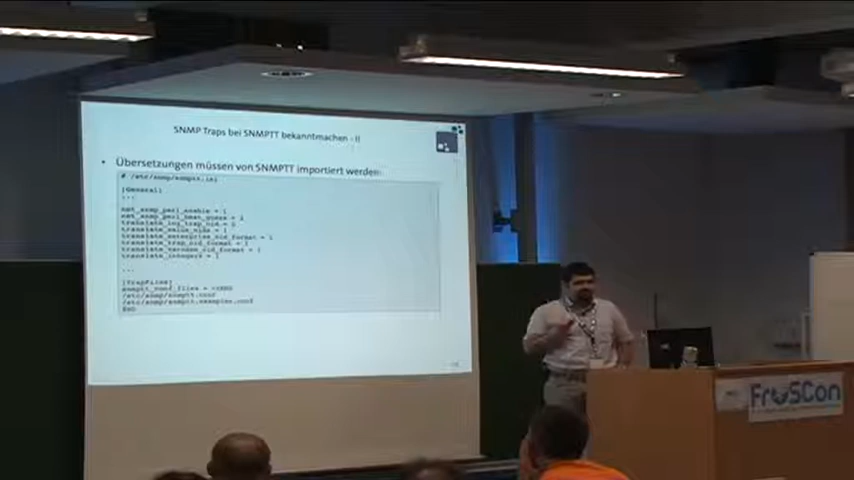 SNMP Traps bei SNMPTT bekanntmachen - II
• Übersetzungen müssen von SNMPTT importiert werden:
# /etc/snmp/snmptt.ini
[General]
...
net_snmp_perl_enable = 1
net_snmp_perl_best_guess = 2
translate_log_trap_oid = 2
translate_value_oids = 1
translate_enterprise_oid_format = 1
translate_trap_oid_format = 1
translate_varname_oid_format = 1
translate_integers = 1
...
[TrapFiles]
snmptt_conf_files = <<END
/etc/snmp/snmptt.conf
/etc/snmp/snmptt.examples.conf
END
FrOSCon